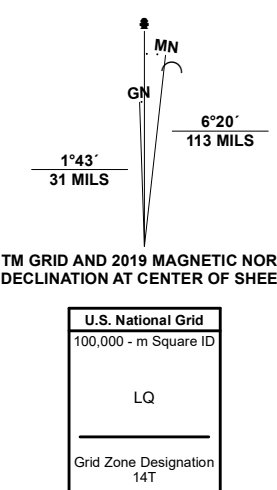 MN
GN
6°20´
113 MILS
1°43´
31 MILS
TM GRID AND 2019 MAGNETIC NOR
DECLINATION AT CENTER OF SHEE
U.S. National Grid
100,000 - m Square ID
LQ
Grid Zone Designation
14T